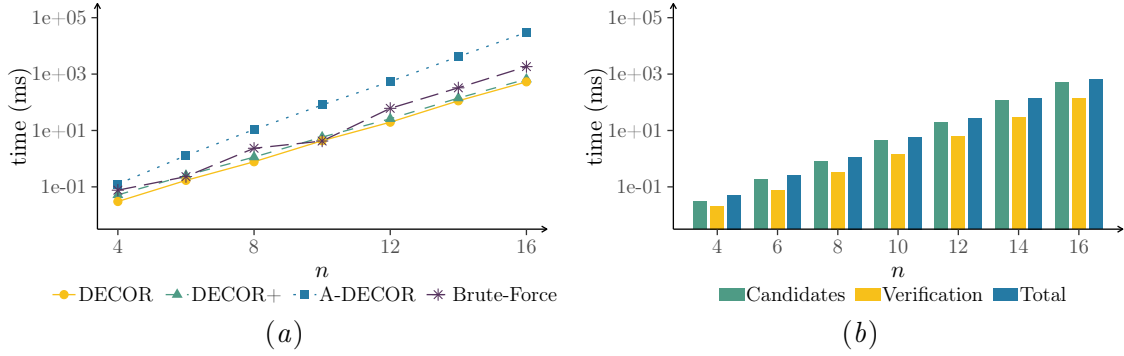 time (ms)
1e+05
1e+03
1e+01
1e-01
4
8
12
16
n
DECOR
DECOR+
A-DECOR
Brute-Force
(a)
time (ms)
1e+05
1e+03
1e+01
1e-01
4
6
8
10
12
14
16
n
Candidates
Verification
Total
(b)